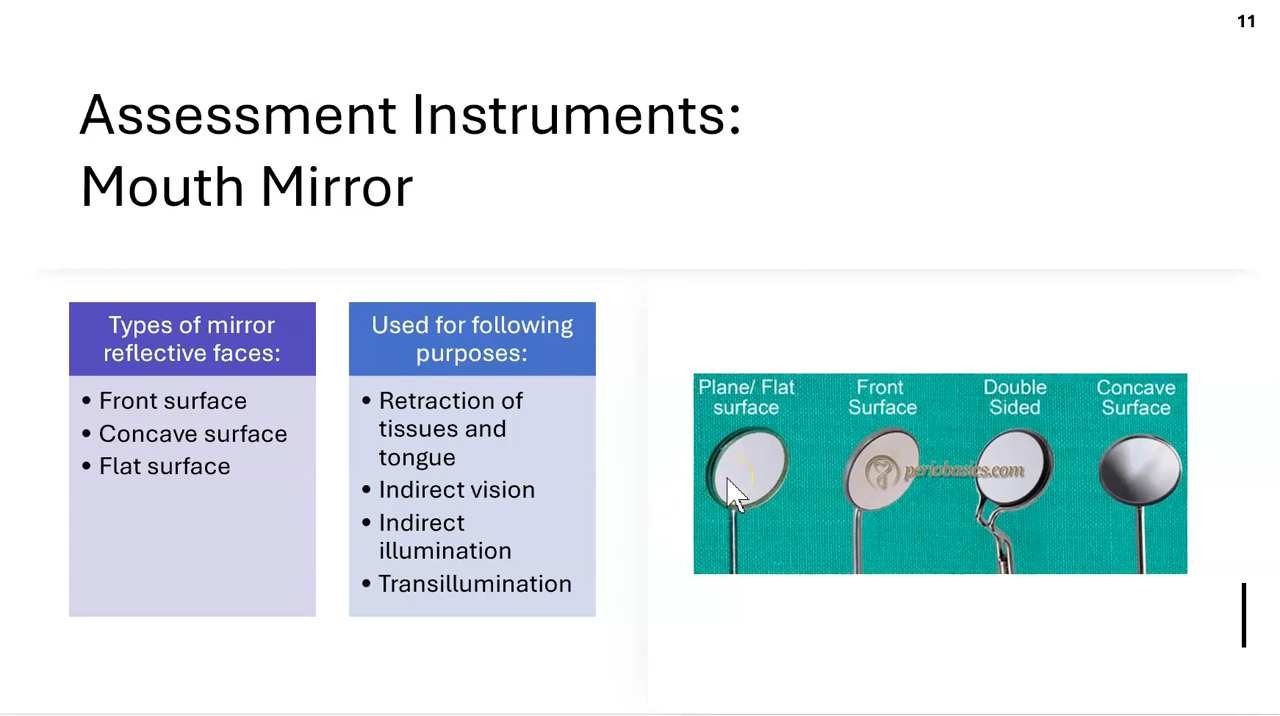 11
Assessment Instruments:
Mouth Mirror
Types of mirror
reflective faces:
• Front surface
• Concave surface
• Flat surface
Used for following
purposes:
• Retraction of
tissues and
tongue
• Indirect vision
• Indirect
illumination
• Transillumination
Plane/ Flat
surface
Front
Surface
Double
Sided
Concave
Surface
periobasics.com